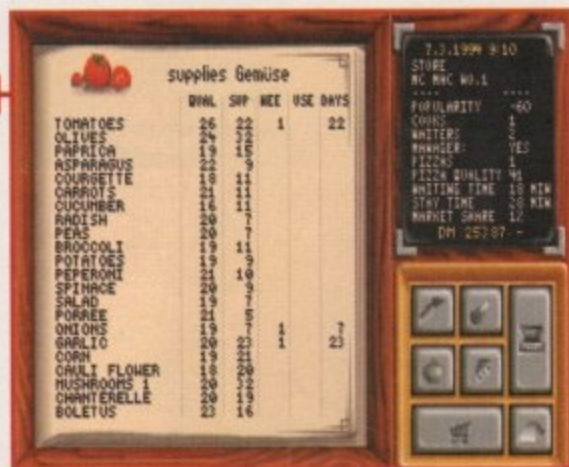 supplies Gemüse
QUAL SUP NEE USE DAYS
TOMATOES 26 22 1 22
OLIVES 24 32
PAPRICA 19 15
ASPARAGUS 22 9
COURGETTE 18 11
CARROTS 21 11
CUCUMBER 16 11
RADISH 20 7
PEAS 20 7
BROCCOLI 19 11
POTATOES 19 9
PEPERONI 21 10
SPINACE 20 9
SALAD 19 7
PORREE 21 5
ONIONS 19 7 1 7
GARLIC 20 23 1 23
CORN 19 21
CAULI FLOWER 18 20
MUSHROOMS 1 20 32
CHANTERELLE 20 19
BOLETUS 23 16
7.3.1994 9:10
STORE
MC MAC NO.1
---- ----
POPULARITY -60
COOKS 1
WAITERS 2
MANAGER: YES
PIZZAS 1
PIZZA QUALITY 41
WAITING TIME 18 MIN
STAY TIME 28 MIN
MARKET SHARE 12
DM 25387.-